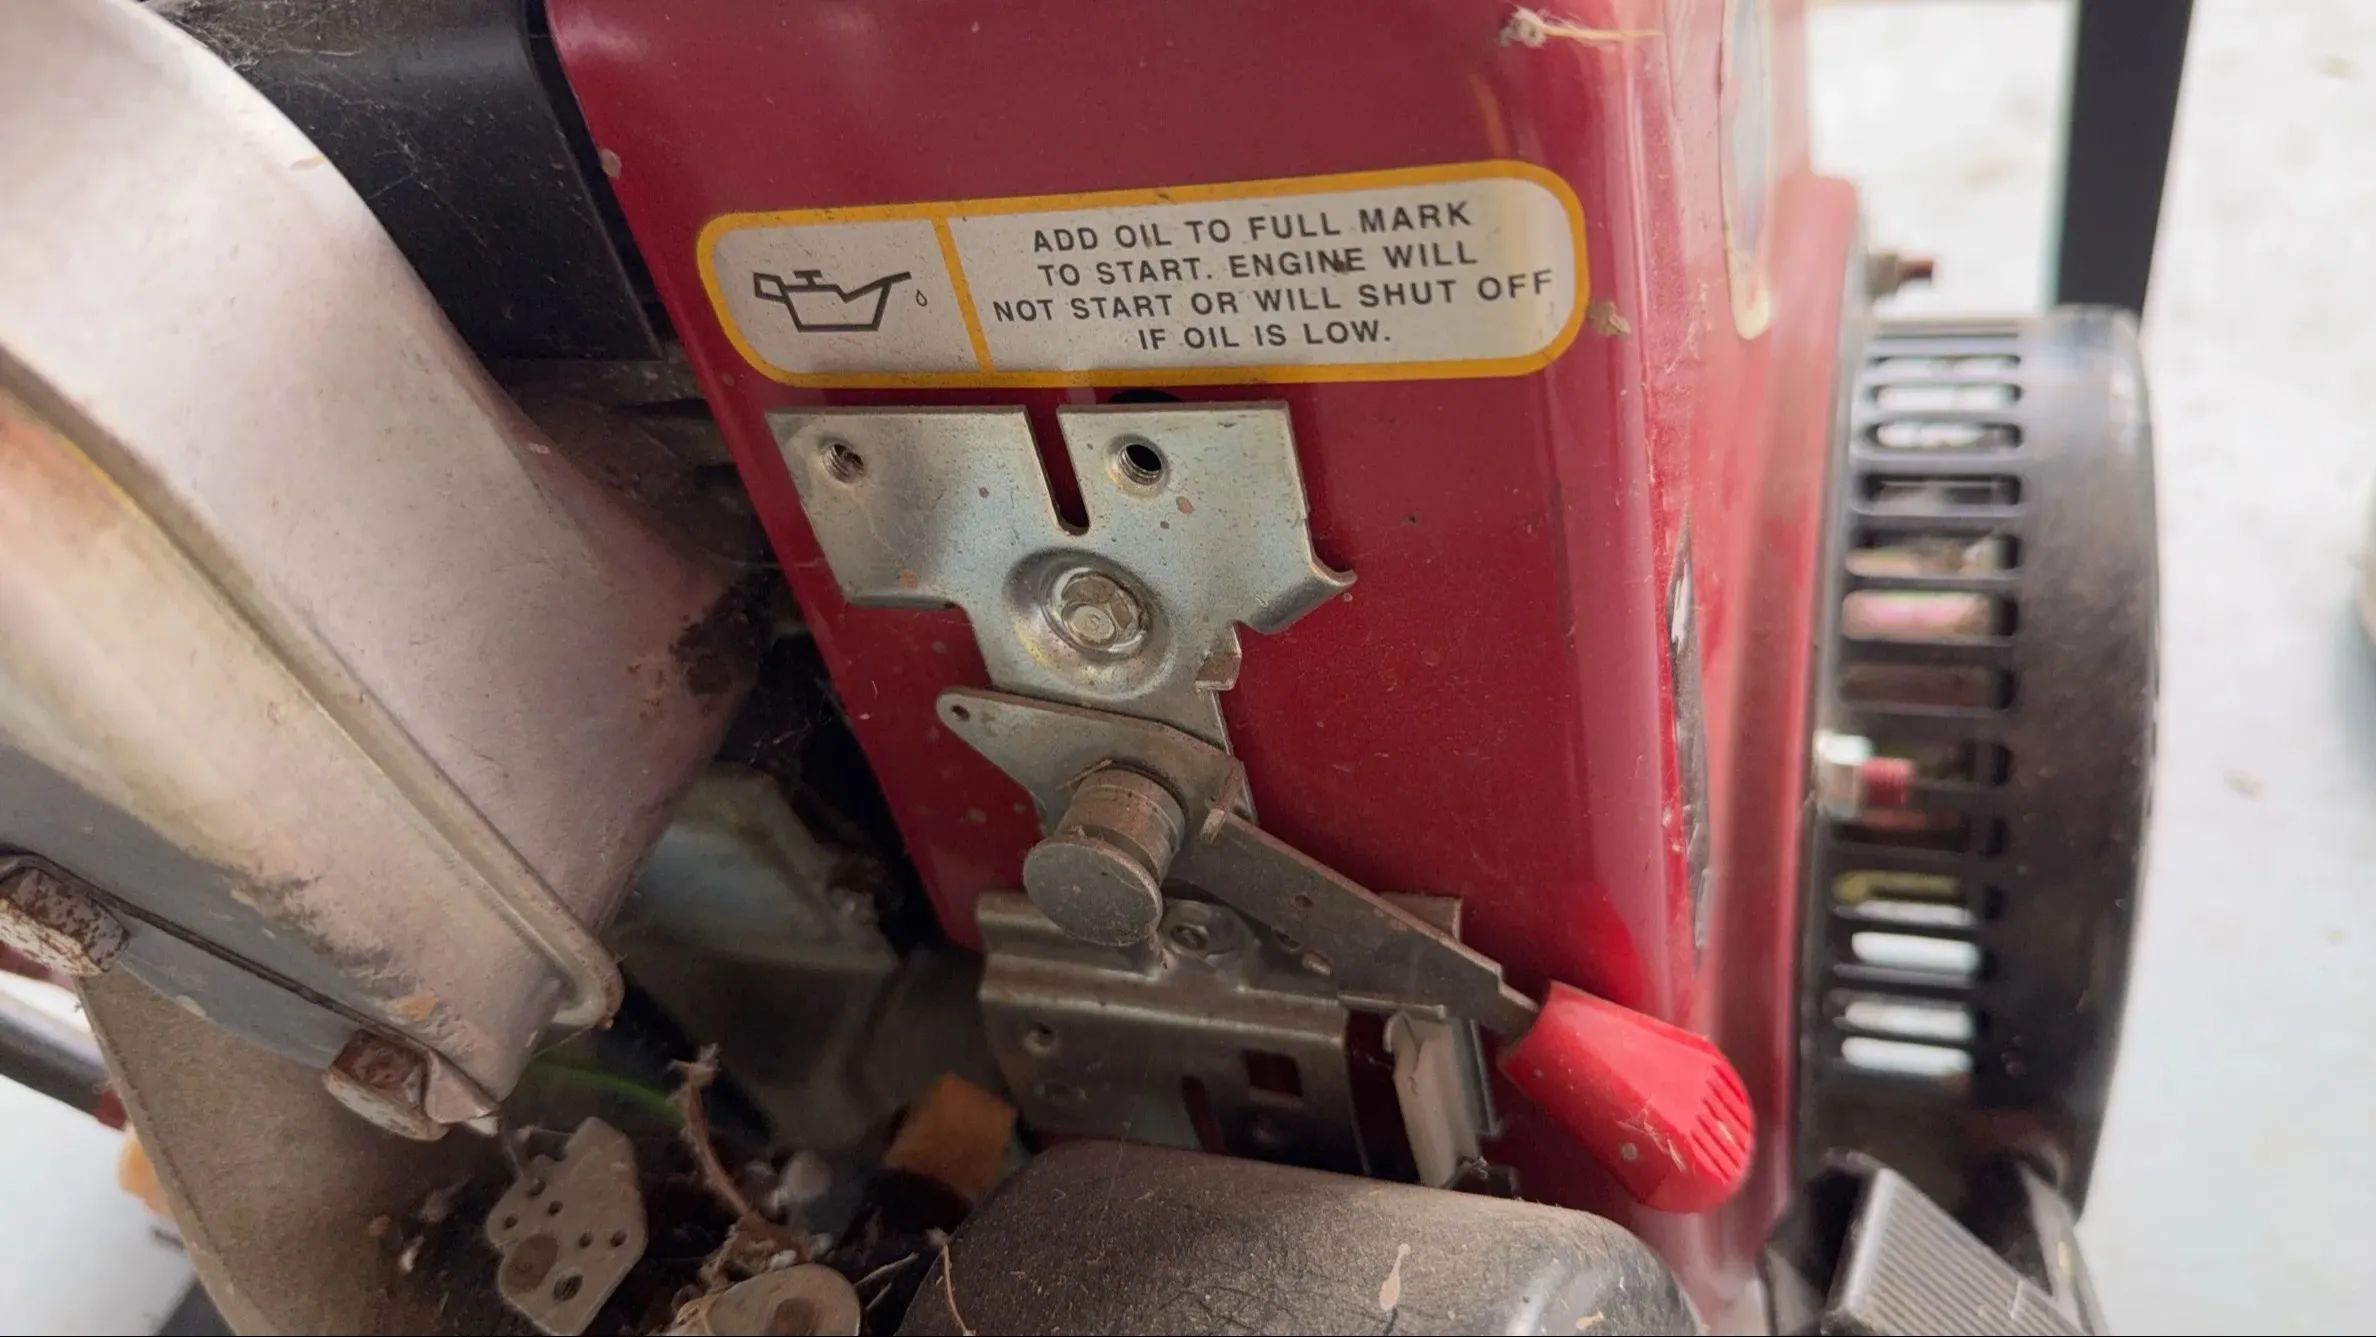 ADD OIL TO FULL MARK
TO START. ENGINE WILL
NOT START OR WILL SHUT OFF
IF OIL IS LOW.